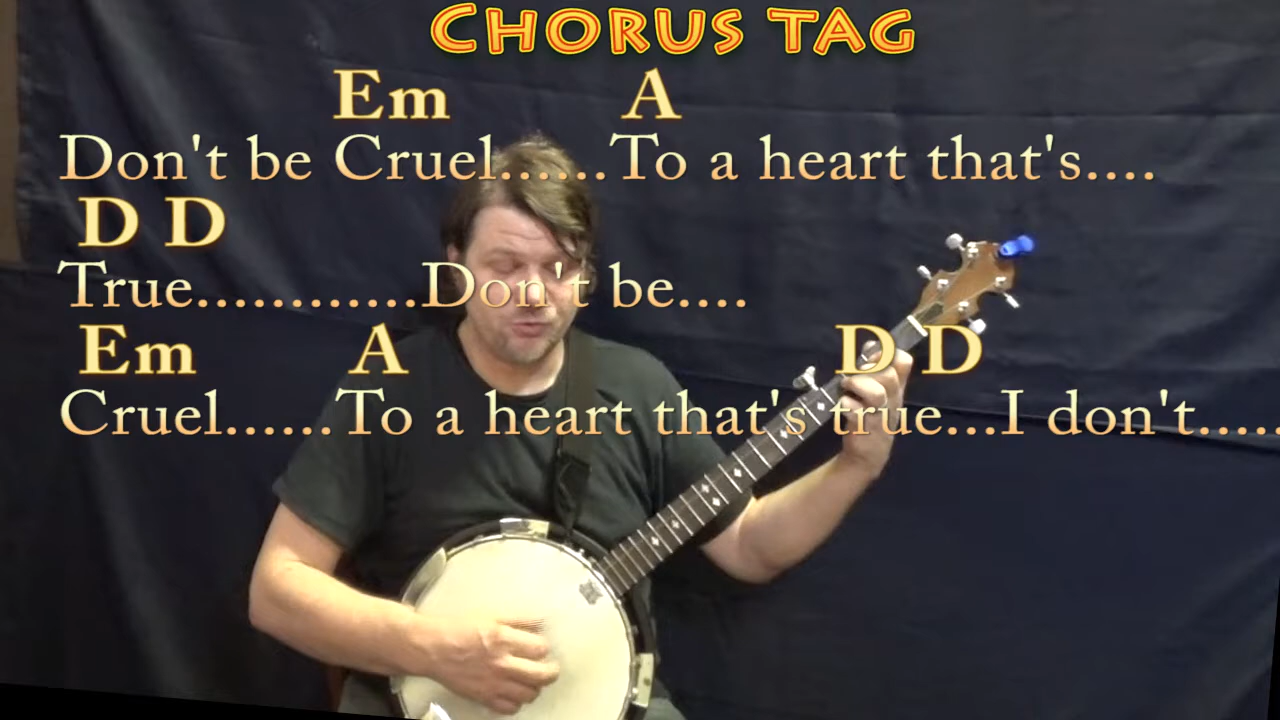 CHORUS TAG
Em A
Don't be Cruel......To a heart that's....
D D
True............Don't be....
Em A D D
Cruel......To a heart that's true...I don't.....